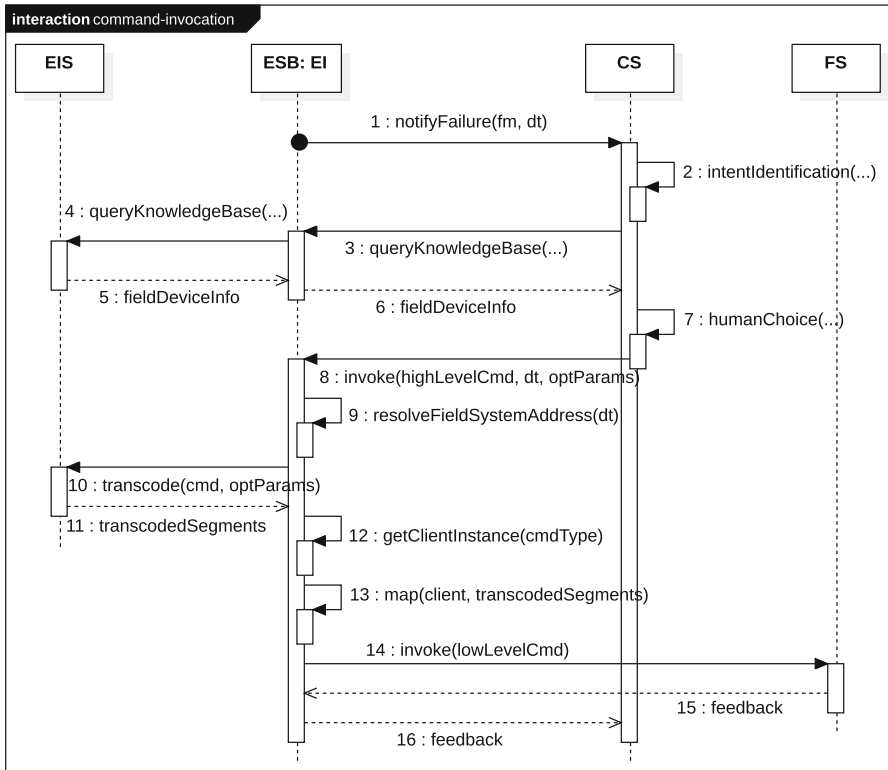 interaction command-invocation
EIS
ESB: EI
CS
FS
1 : notifyFailure(fm, dt)
2 : intentIdentification(...)
4 : queryKnowledgeBase(...)
3 : queryKnowledgeBase(...)
5 : fieldDeviceInfo
6 : fieldDeviceInfo
7 : humanChoice(...)
8 : invoke(highLevelCmd, dt, optParams)
9 : resolveFieldSystemAddress(dt)
10 : transcode(cmd, optParams)
11 : transcodedSegments
12 : getClientInstance(cmdType)
13 : map(client, transcodedSegments)
14 : invoke(lowLevelCmd)
15 : feedback
16 : feedback